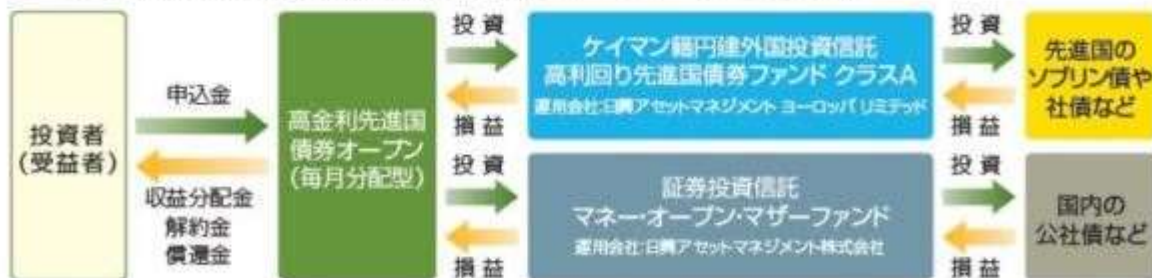 投資者
(受益者)
申込金
収益分配金
解約金
償還金
高金利先進国
債券オープン
(毎月分配型)
投資
損益
投資
損益
ケイマン籍円建外国投資信託
高利回り先進国債券ファンド クラスA
運用会社:日興アセットマネジメント ヨーロッパ リミテッド
証券投資信託
マネー・オープン・マザーファンド
運用会社:日興アセットマネジメント株式会社
投資
損益
投資
損益
先進国の
ソブリン債や
社債など
国内の
公社債など